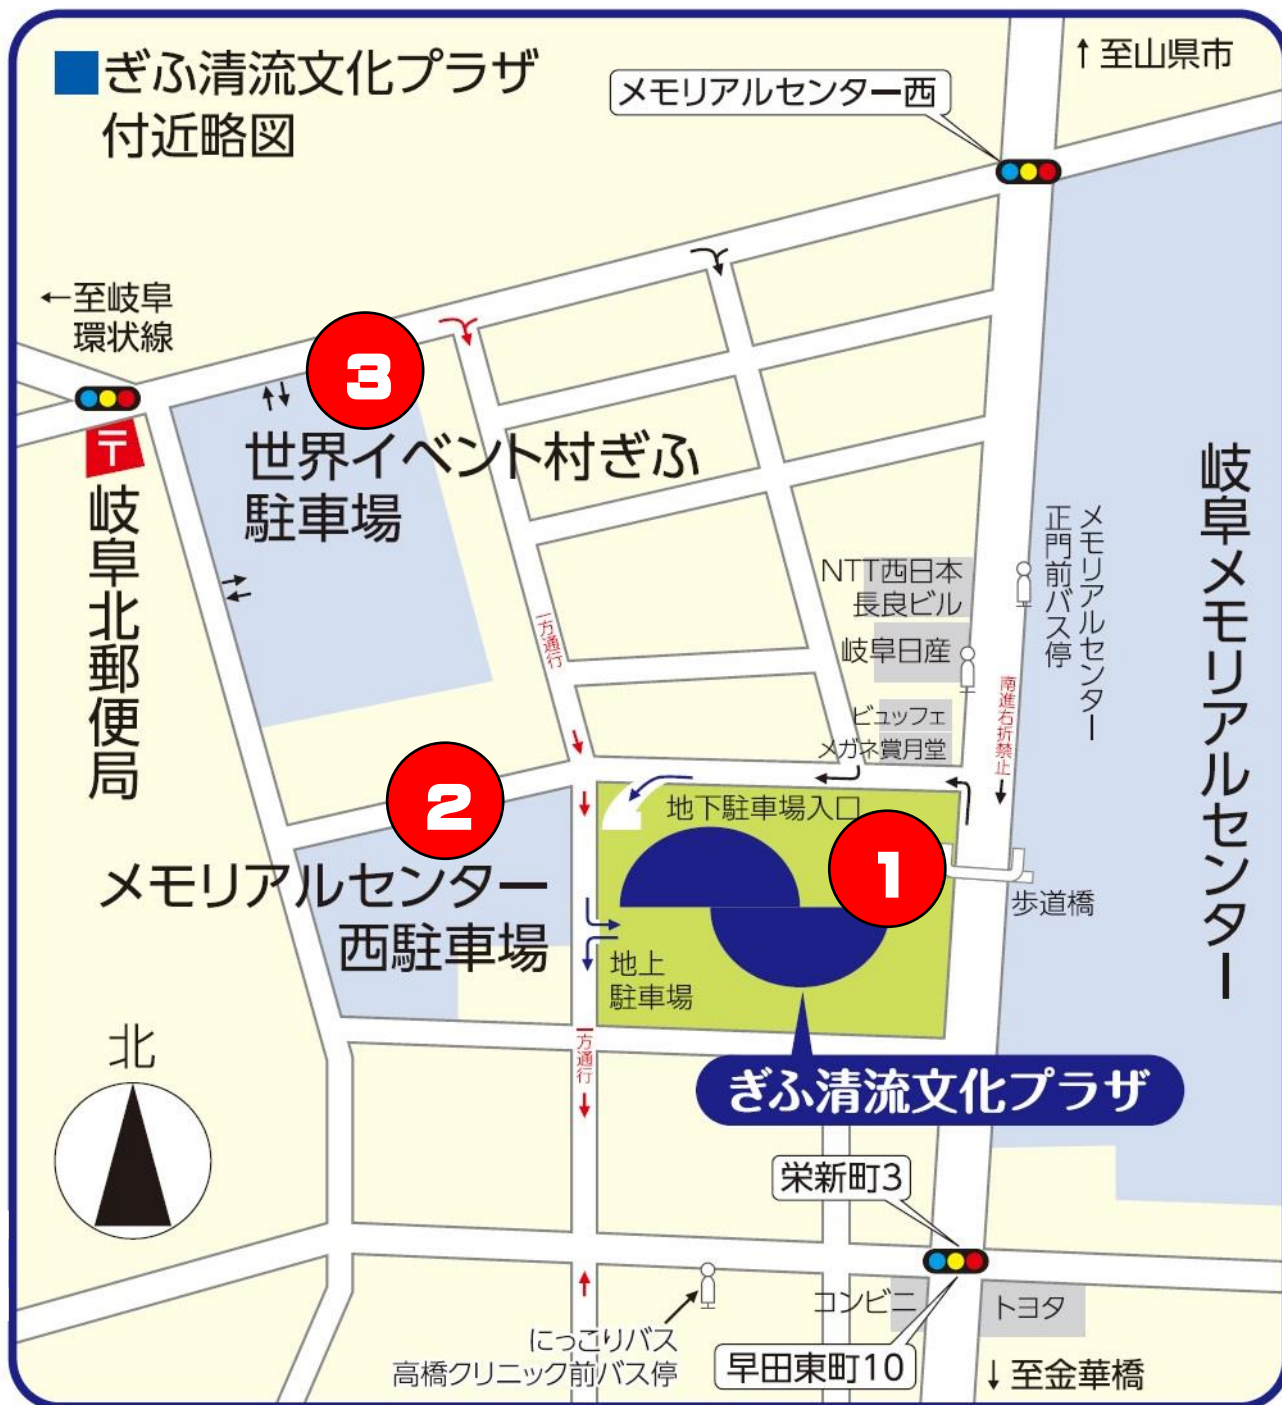 ■ぎふ清流文化プラザ
付近略図
メモリアルセンター西
↑至山県市
←至岐阜
環状線
3
世界イベント村ぎふ
駐車場
〒
岐阜北郵便局
一方通行
NTT西日本
長良ビル
岐阜日産
ビュッフェ
メガネ賞月堂
メモリアルセンター
正門前バス停
南進右折禁止
岐阜メモリアルセンター
2
メモリアルセンター
西駐車場
地下駐車場入口
1
歩道橋
地上
駐車場
一方通行
北
ぎふ清流文化プラザ
栄新町3
コンビニ
トヨタ
にっこりバス
高橋クリニック前バス停
早田東町10
↓至金華橋